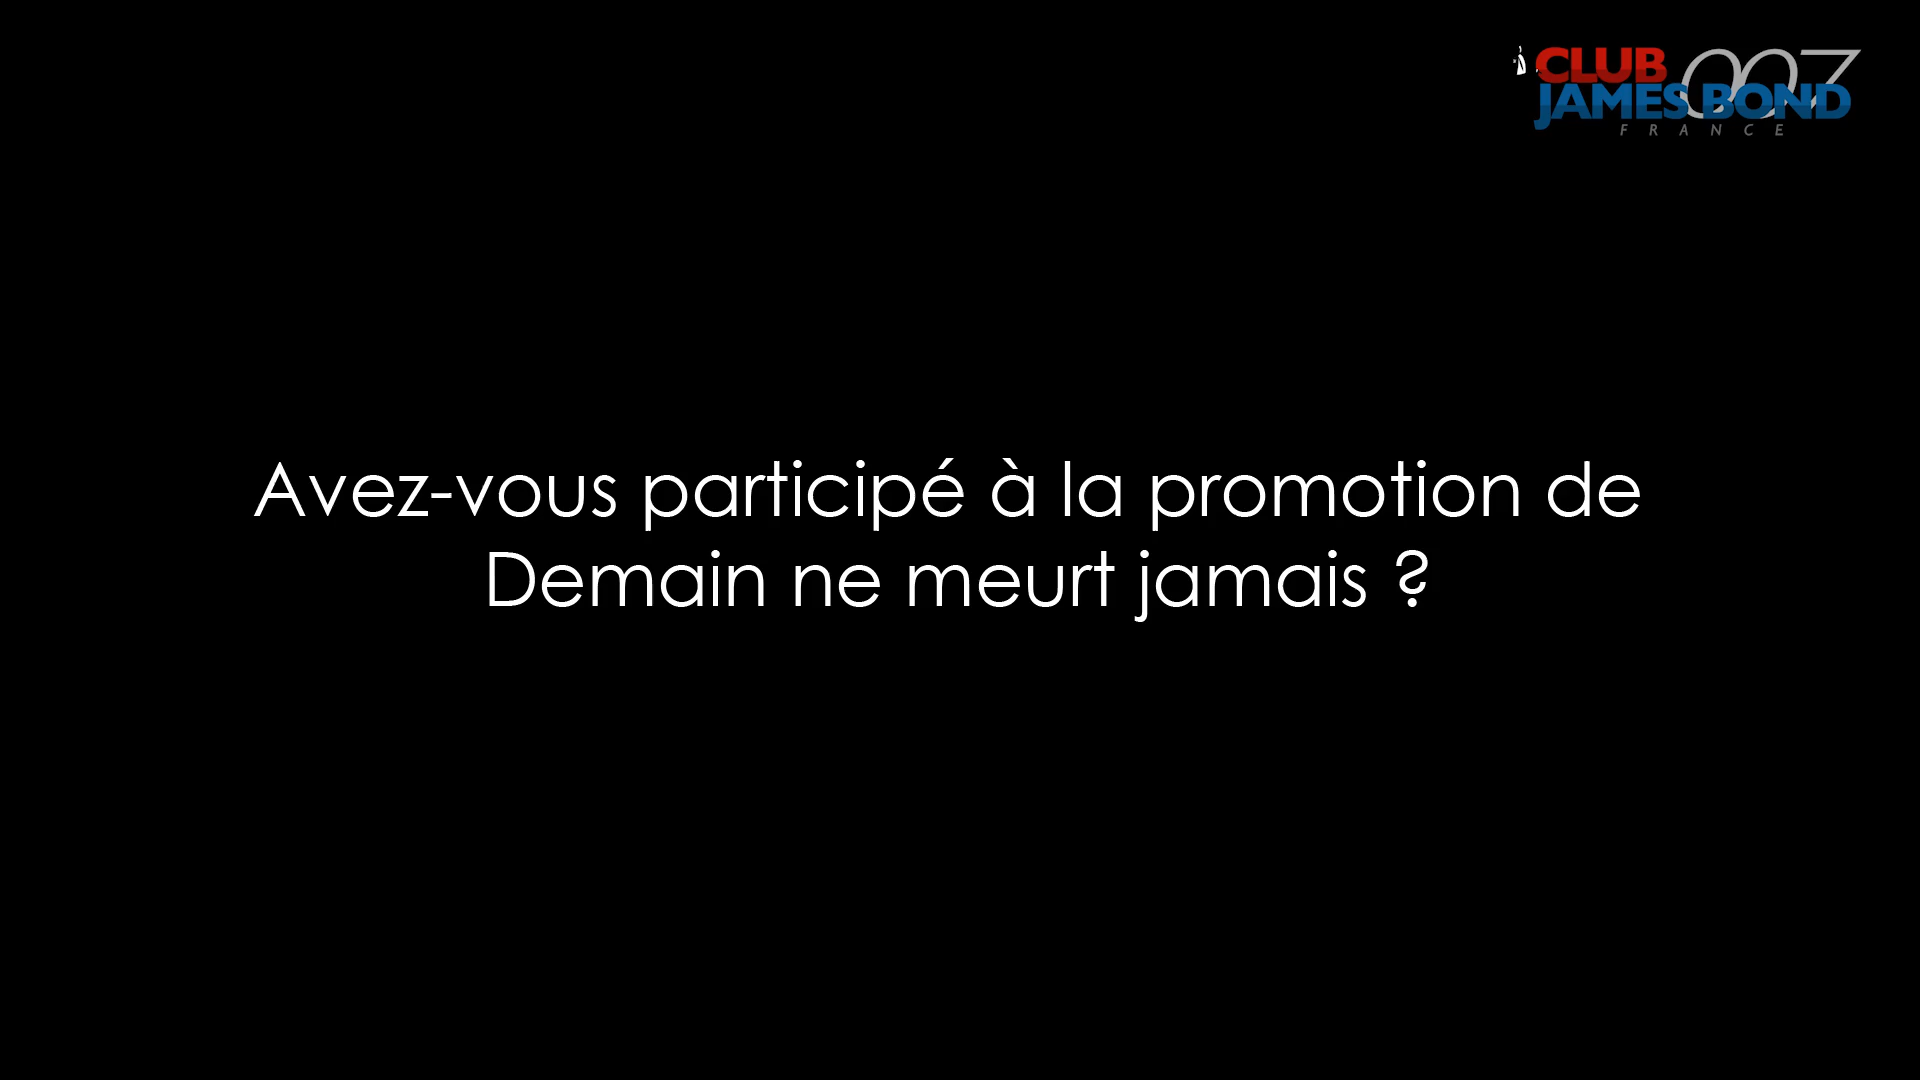 CLUB 007
JAMES BOND
FRANCE
Avez-vous participé à la promotion de
Demain ne meurt jamais ?